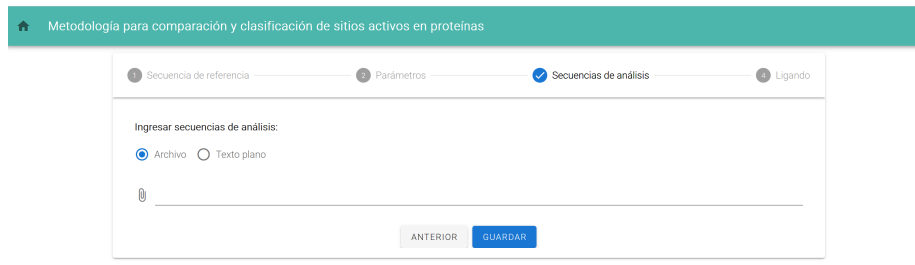 Metodología para comparación y clasificación de sitios activos en proteínas
1 Secuencia de referencia 2 Parámetros Secuencias de análisis 4 Ligando
Ingresar secuencias de análisis:
Archivo Texto plano
ANTERIOR GUARDAR